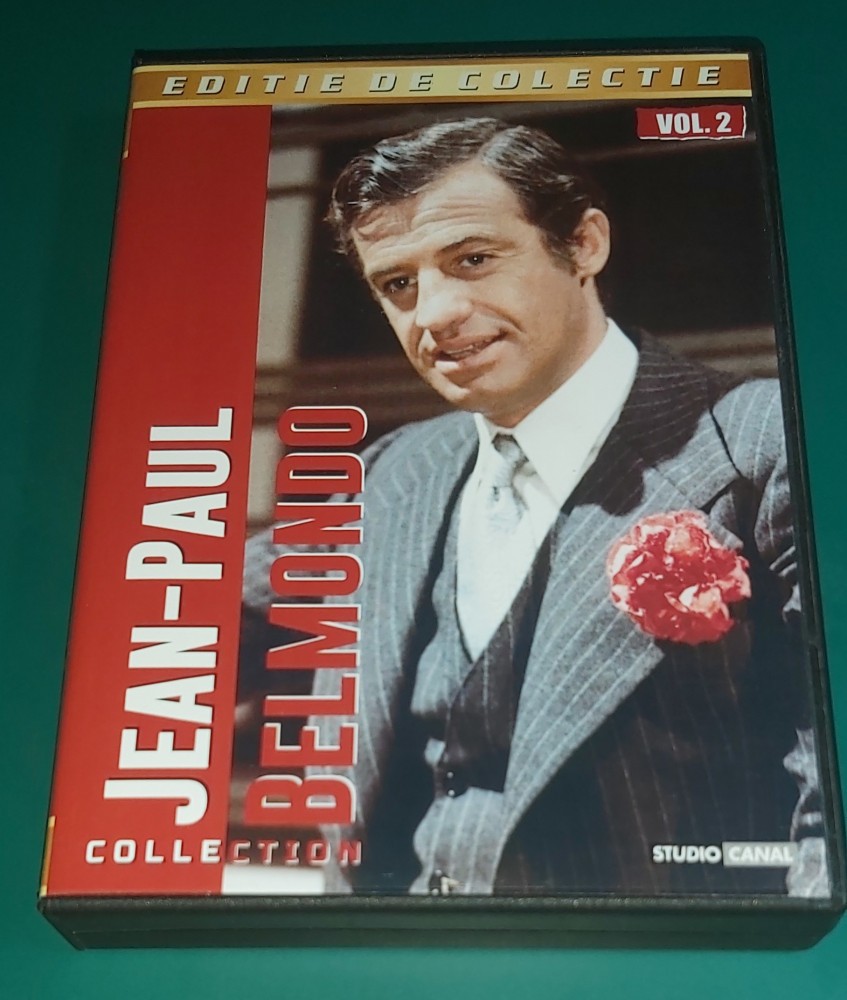 EDITIE DE COLECTIE
VOL. 2
JEAN-PAUL
BELMONDO
COLLECTION
STUDIO CANAL